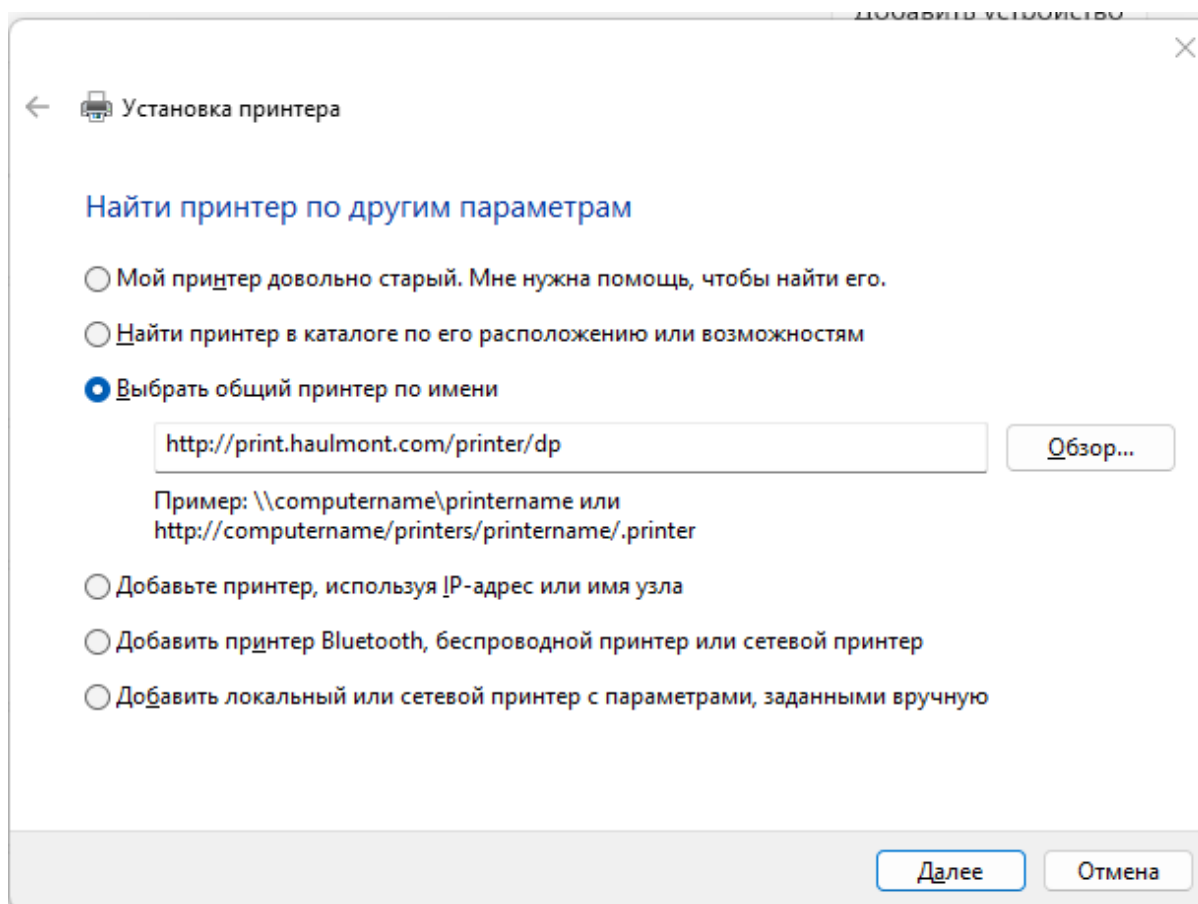 Добавить устройство
Установка принтера
Найти принтер по другим параметрам
Мой принтер довольно старый. Мне нужна помощь, чтобы найти его.
Найти принтер в каталоге по его расположению или возможностям
Выбрать общий принтер по имени
http://print.haulmont.com/printer/dp
Обзор...
Пример: \\computername\printername или
http://computername/printers/printername/.printer
Добавьте принтер, используя IP-адрес или имя узла
Добавить принтер Bluetooth, беспроводной принтер или сетевой принтер
Добавить локальный или сетевой принтер с параметрами, заданными вручную
Далее
Отмена